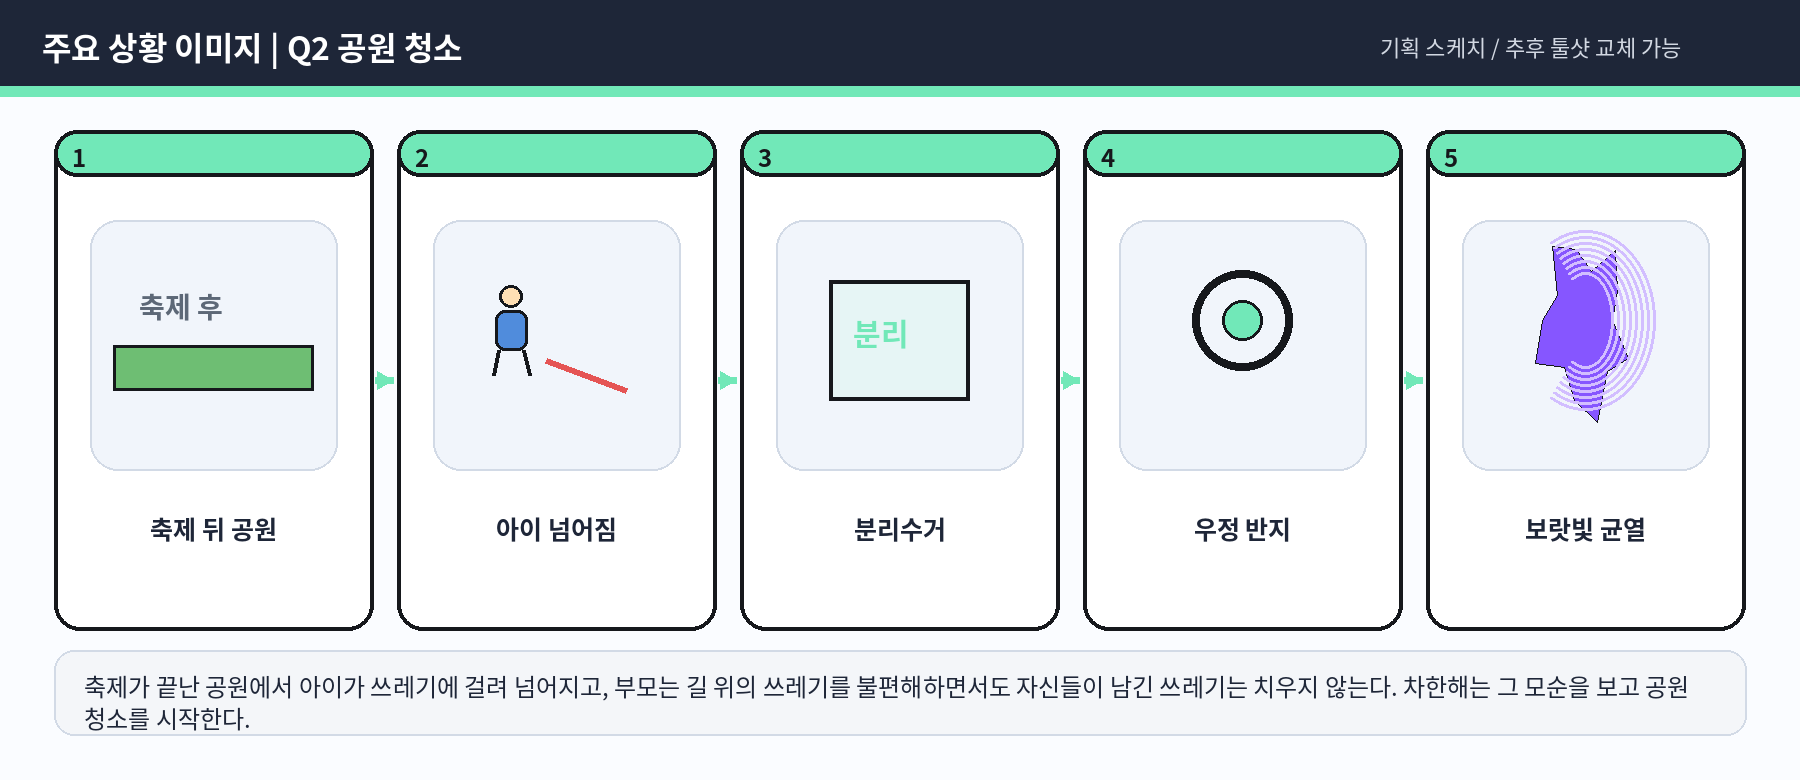 주요 상황 이미지 | Q2 공원 청소
기획 스케치 / 추후 툴샷 교체 가능
1
2
3
4
5
축제 후
분리
축제 뒤 공원
아이 넘어짐
분리수거
우정 반지
보랏빛 균열
축제가 끝난 공원에서 아이가 쓰레기에 걸려 넘어지고, 부모는 길 위의 쓰레기를 불편해하면서도 자신들이 남긴 쓰레기는 치우지 않는다. 차한해는 그 모순을 보고 공원
청소를 시작한다.